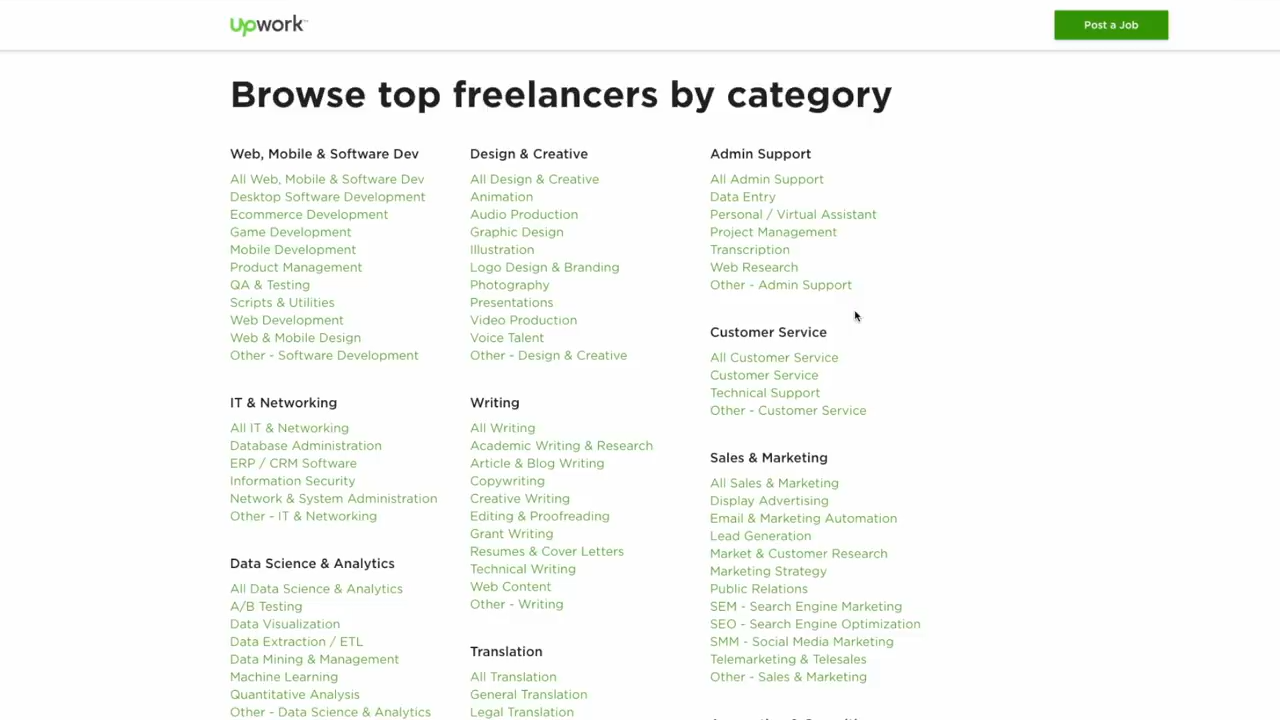 Upwork
Post a Job
Browse top freelancers by category
Web, Mobile & Software Dev
All Web, Mobile & Software Dev
Desktop Software Development
Ecommerce Development
Game Development
Mobile Development
Product Management
QA & Testing
Scripts & Utilities
Web Development
Web & Mobile Design
Other - Software Development
IT & Networking
All IT & Networking
Database Administration
ERP / CRM Software
Information Security
Network & System Administration
Other - IT & Networking
Data Science & Analytics
All Data Science & Analytics
A/B Testing
Data Visualization
Data Extraction / ETL
Data Mining & Management
Machine Learning
Quantitative Analysis
Other - Data Science & Analytics
Design & Creative
All Design & Creative
Animation
Audio Production
Graphic Design
Illustration
Logo Design & Branding
Photography
Presentations
Video Production
Voice Talent
Other - Design & Creative
Writing
All Writing
Academic Writing & Research
Article & Blog Writing
Copywriting
Creative Writing
Editing & Proofreading
Grant Writing
Resumes & Cover Letters
Technical Writing
Web Content
Other - Writing
Translation
All Translation
General Translation
Legal Translation
Admin Support
All Admin Support
Data Entry
Personal / Virtual Assistant
Project Management
Transcription
Web Research
Other - Admin Support
Customer Service
All Customer Service
Customer Service
Technical Support
Other - Customer Service
Sales & Marketing
All Sales & Marketing
Display Advertising
Email & Marketing Automation
Lead Generation
Market & Customer Research
Marketing Strategy
Public Relations
SEM - Search Engine Marketing
SEO - Search Engine Optimization
SMM - Social Media Marketing
Telemarketing & Telesales
Other - Sales & Marketing